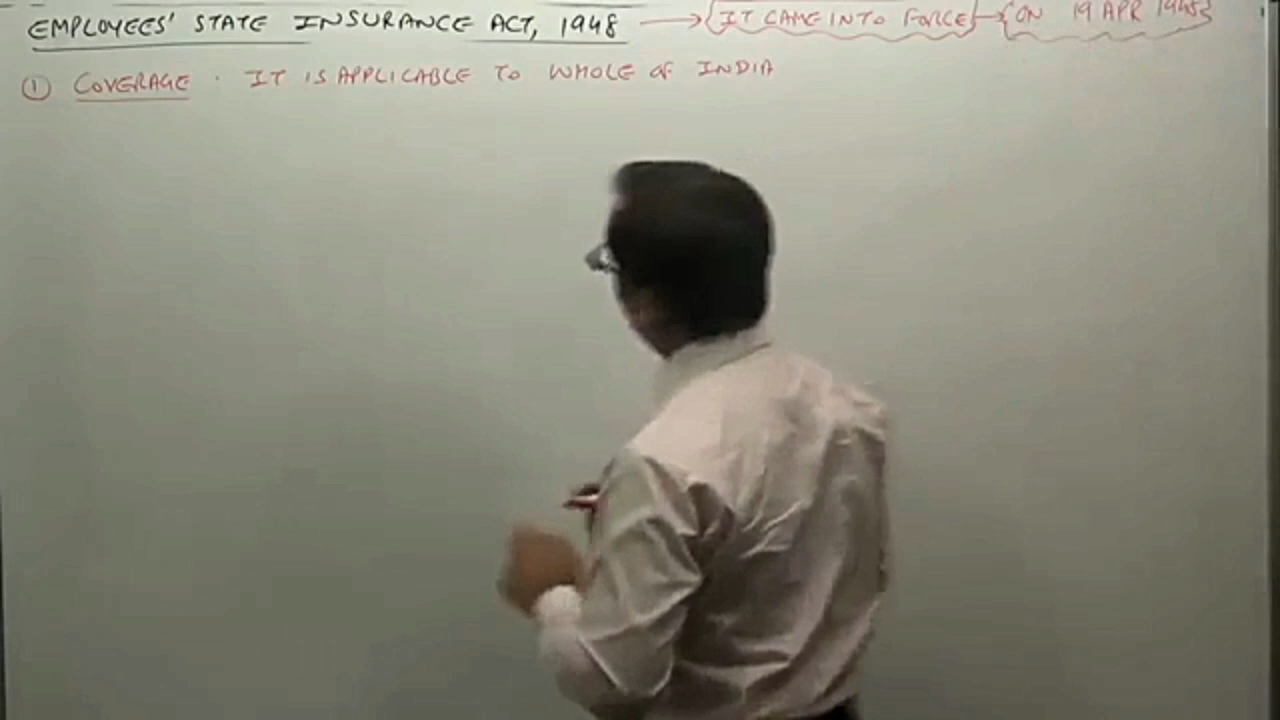 EMPLOYEES' STATE INSURANCE ACT, 1948 → {IT CAME INTO FORCE} → {ON 19 APR 1948}
① COVERAGE : IT IS APPLICABLE TO WHOLE OF INDIA